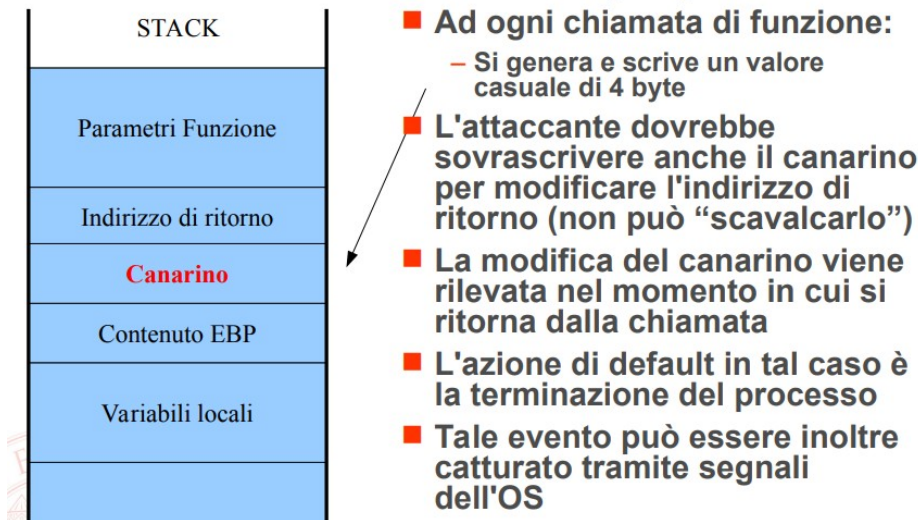 STACK
Parametri Funzione
Indirizzo di ritorno
Canarino
Contenuto EBP
Variabili locali
Ad ogni chiamata di funzione:
– Si genera e scrive un valore
casuale di 4 byte
L'attaccante dovrebbe
sovrascrivere anche il canarino
per modificare l'indirizzo di
ritorno (non può “scavalcarlo”)
La modifica del canarino viene
rilevata nel momento in cui si
ritorna dalla chiamata
L'azione di default in tal caso è
la terminazione del processo
Tale evento può essere inoltre
catturato tramite segnali
dell'OS